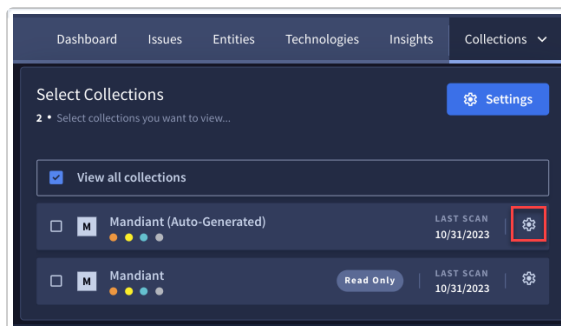 Dashboard Issues Entities Technologies Insights Collections
Select Collections
Settings
2 • Select collections you want to view...
View all collections
M Mandiant (Auto-Generated) LAST SCAN
10/31/2023
M Mandiant Read Only LAST SCAN
10/31/2023